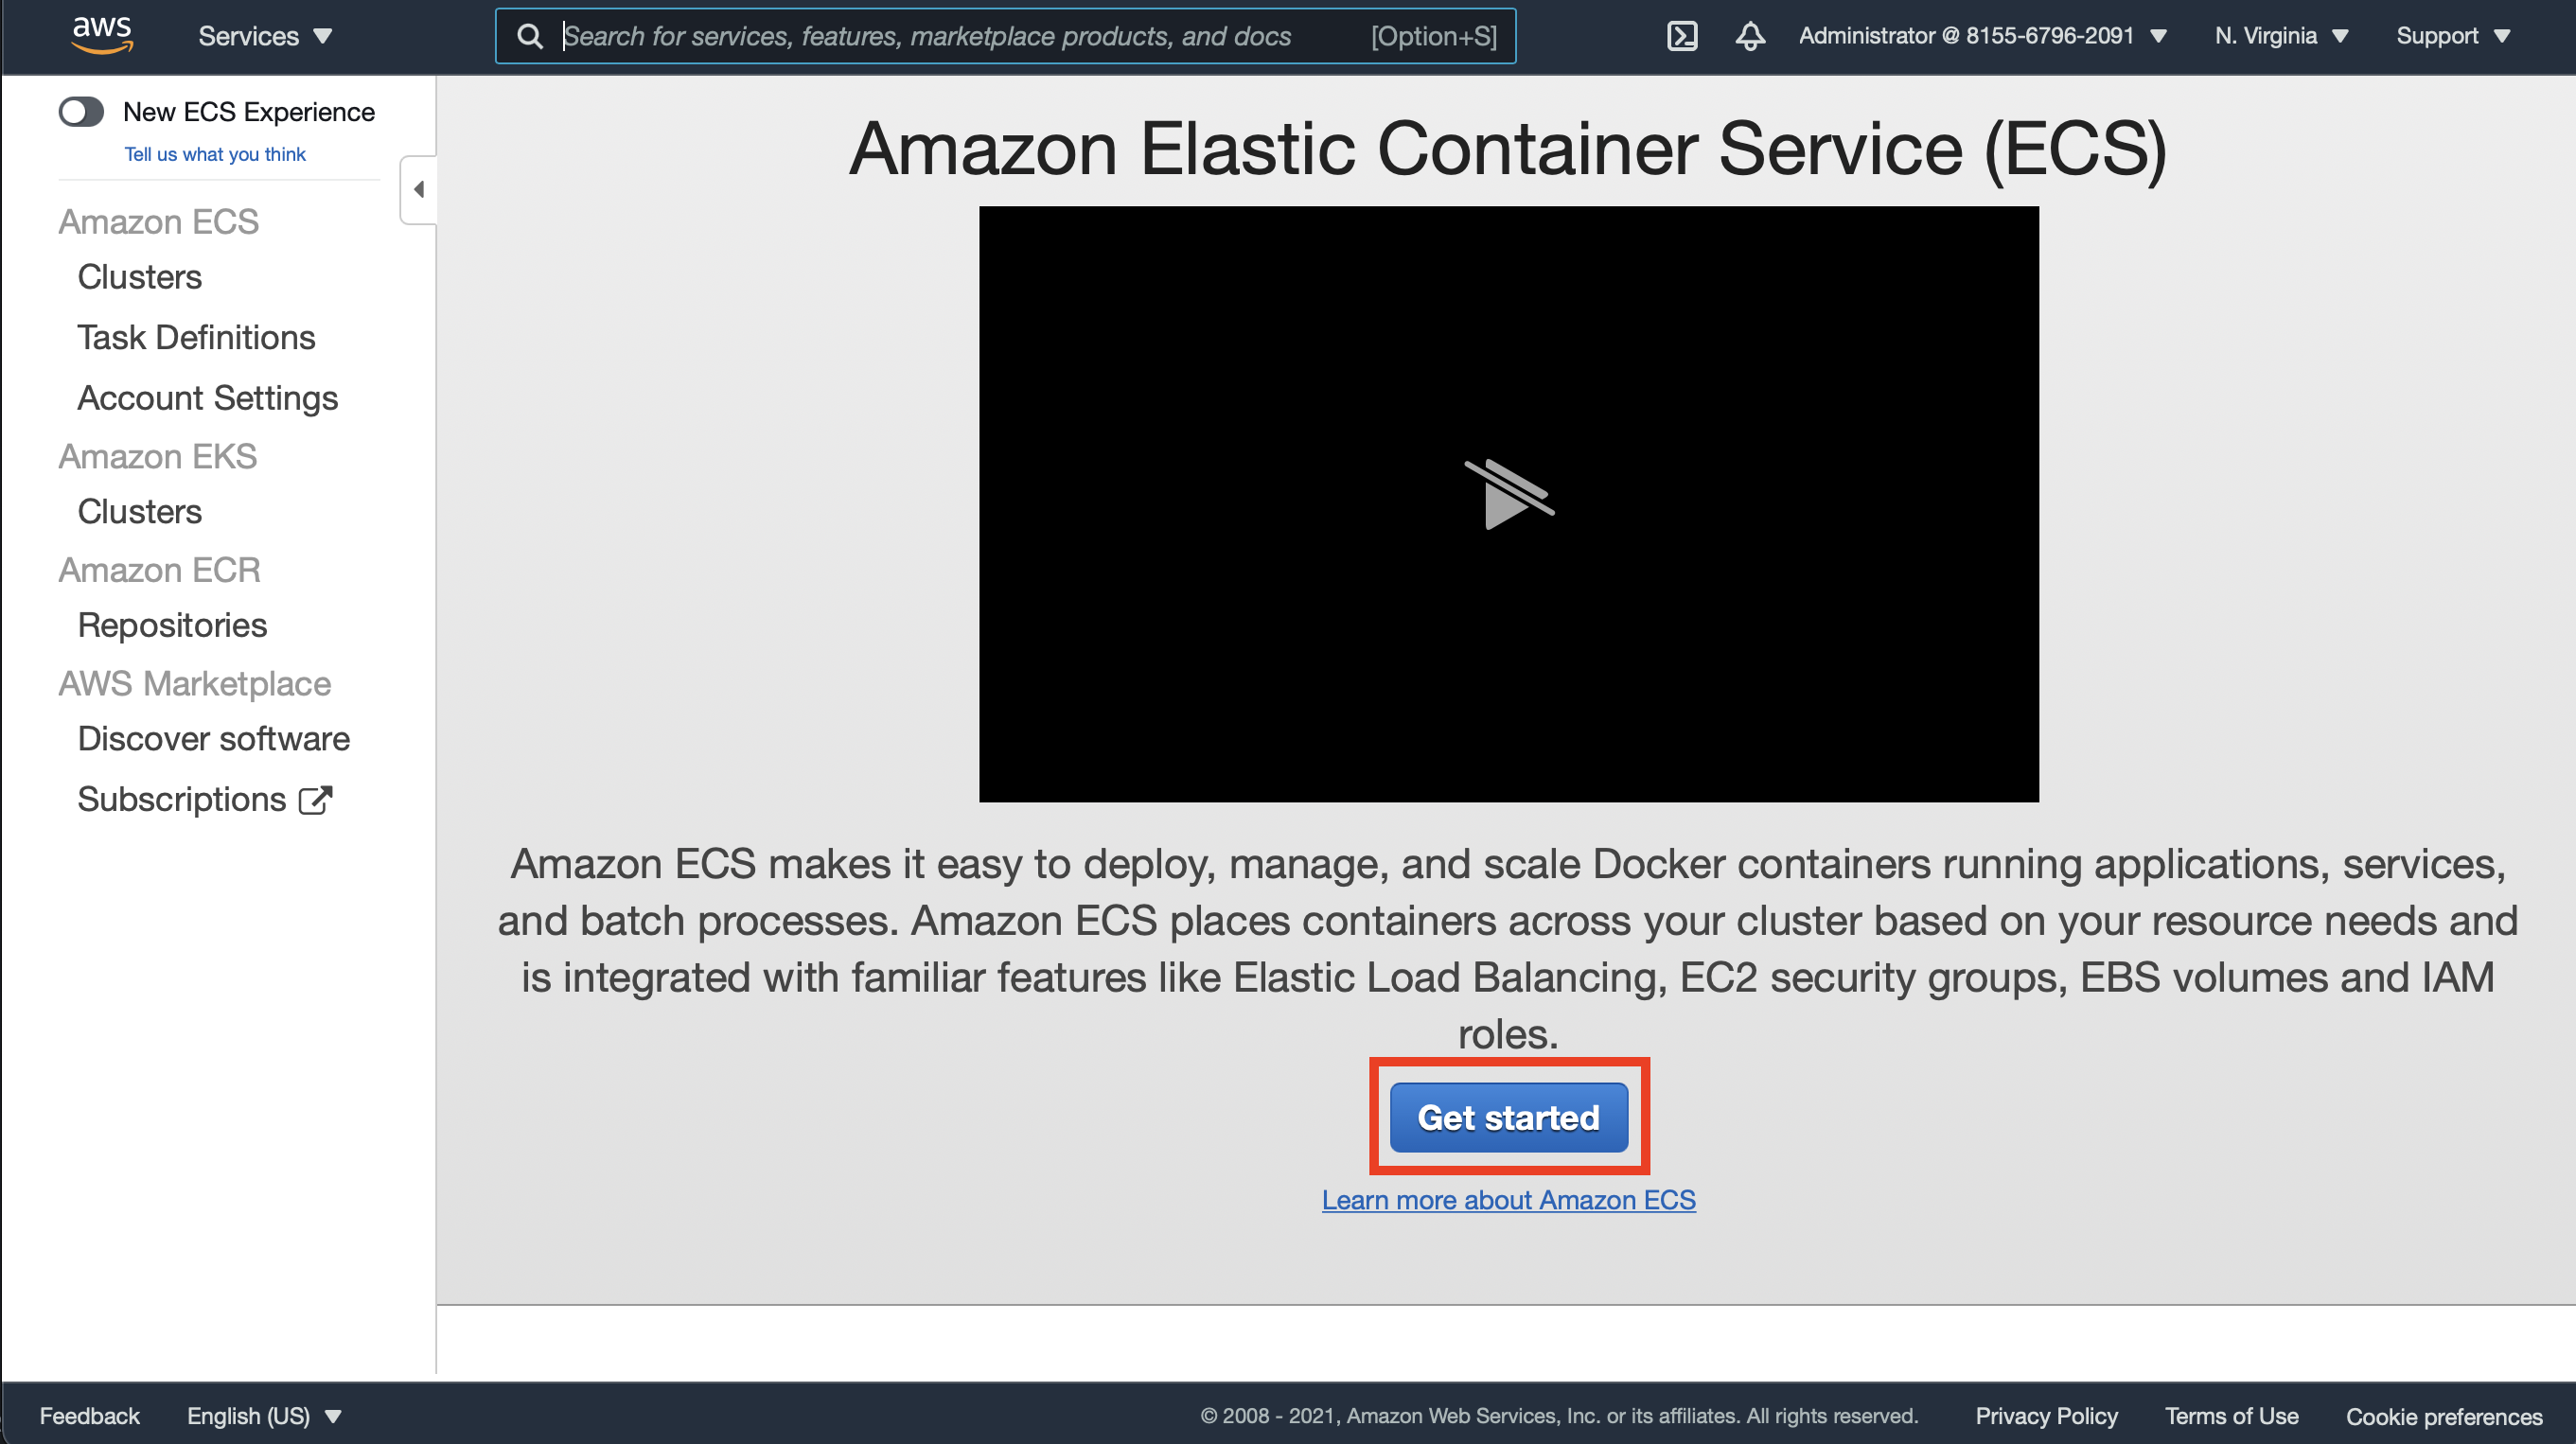 aws
Services
Search for services, features, marketplace products, and docs
[Option+S]
Administrator @ 8155-6796-2091
N. Virginia
Support
New ECS Experience
Tell us what you think
Amazon ECS
Clusters
Task Definitions
Account Settings
Amazon EKS
Clusters
Amazon ECR
Repositories
AWS Marketplace
Discover software
Subscriptions
Amazon Elastic Container Service (ECS)
Amazon ECS makes it easy to deploy, manage, and scale Docker containers running applications, services,
and batch processes. Amazon ECS places containers across your cluster based on your resource needs and
is integrated with familiar features like Elastic Load Balancing, EC2 security groups, EBS volumes and IAM
roles.
Get started
Learn more about Amazon ECS
Feedback
English (US)
© 2008 - 2021, Amazon Web Services, Inc. or its affiliates. All rights reserved.
Privacy Policy
Terms of Use
Cookie preferences